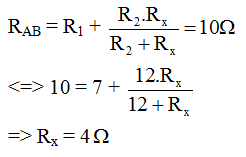 R_AB = R_1 + (R_2.R_x)/(R_2 + R_x) = 10Ω
<=> 10 = 7 + (12.R_x)/(12 + R_x)
=> R_x = 4 Ω